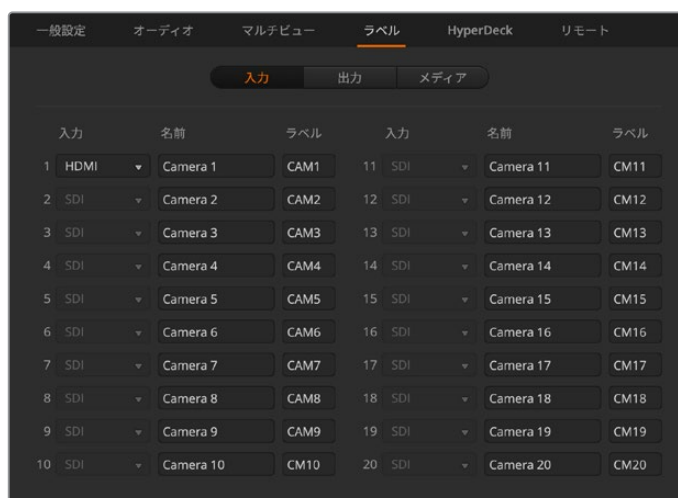 一般設定 オーディオ マルチビュー ラベル HyperDeck リモート
入力 出力 メディア
入力 名前 ラベル 入力 名前 ラベル
1 HDMI Camera 1 CAM1 11 SDI Camera 11 CM11
2 SDI Camera 2 CAM2 12 SDI Camera 12 CM12
3 SDI Camera 3 CAM3 13 SDI Camera 13 CM13
4 SDI Camera 4 CAM4 14 SDI Camera 14 CM14
5 SDI Camera 5 CAM5 15 SDI Camera 15 CM15
6 SDI Camera 6 CAM6 16 SDI Camera 16 CM16
7 SDI Camera 7 CAM7 17 SDI Camera 17 CM17
8 SDI Camera 8 CAM8 18 SDI Camera 18 CM18
9 SDI Camera 9 CAM9 19 SDI Camera 19 CM19
10 SDI Camera 10 CM10 20 SDI Camera 20 CM20